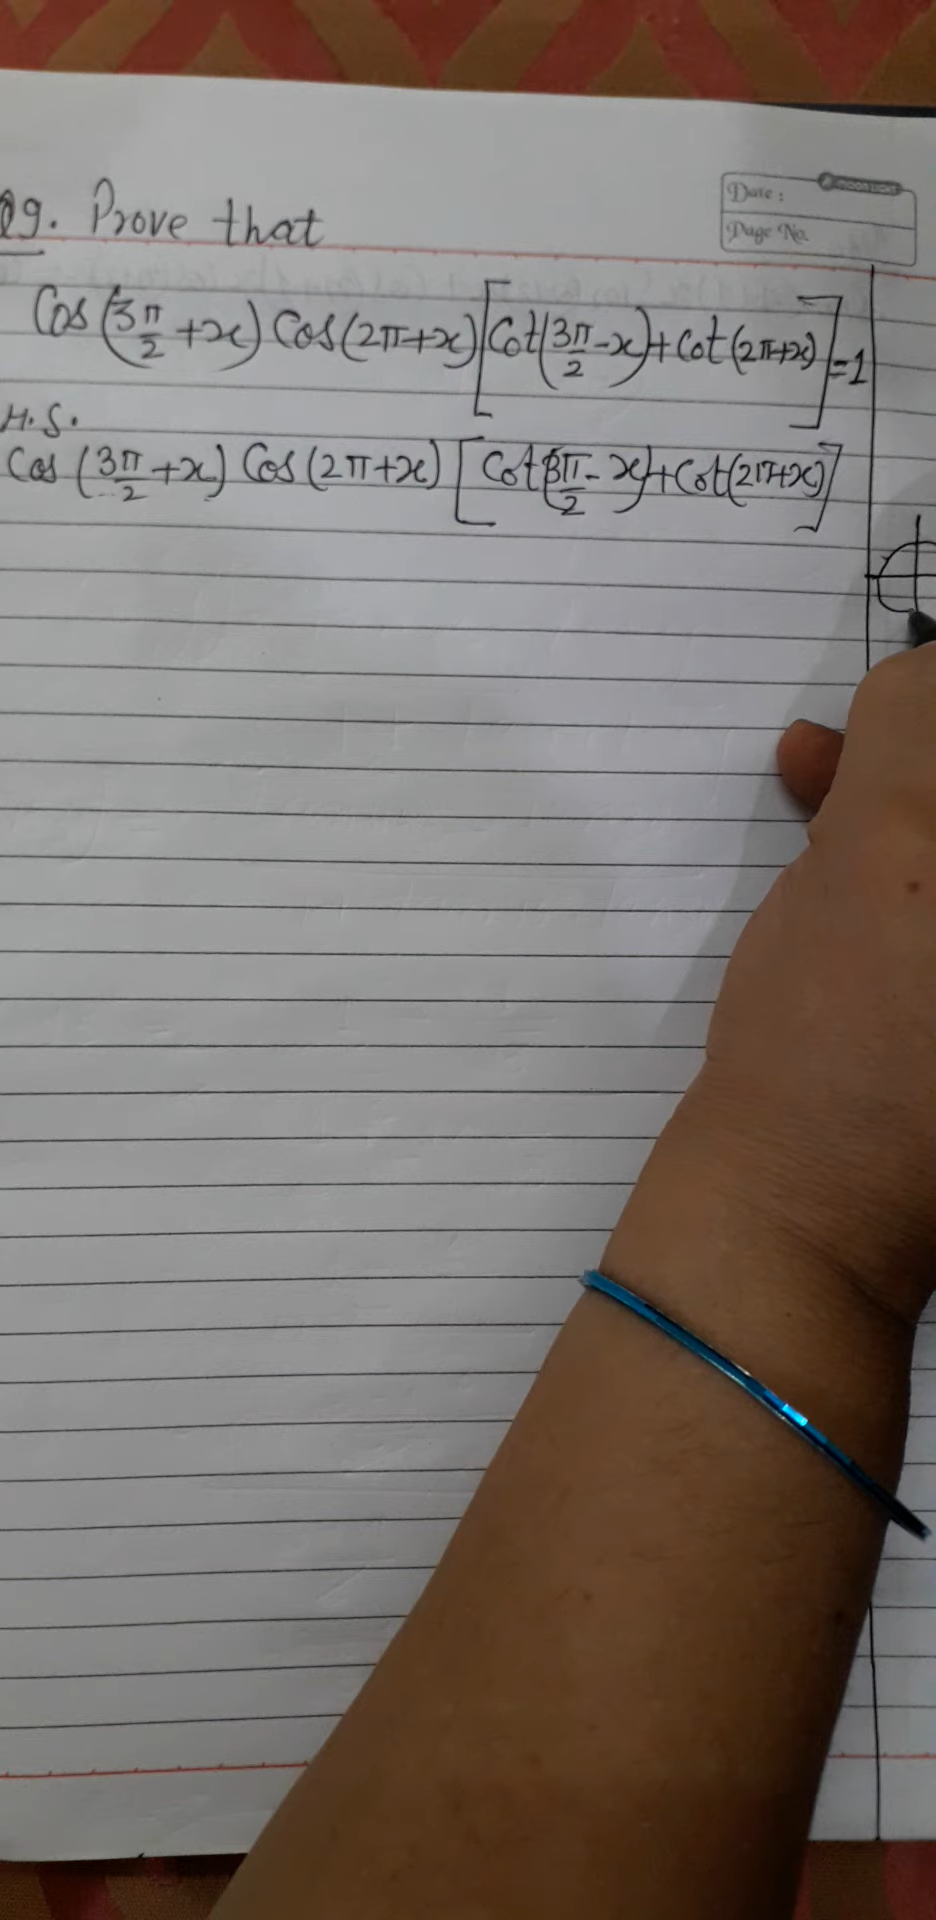 Q9. Prove that
Date :
MOONLIGHT
Page No.
Cos (3π/2 + x) Cos (2π+x) [Cot (3π/2 - x) + Cot (2π+x)] = 1
H.S.
Cos (3π/2 + x) Cos (2π+x) [Cot (3π/2 - x) + Cot (2π+x)]